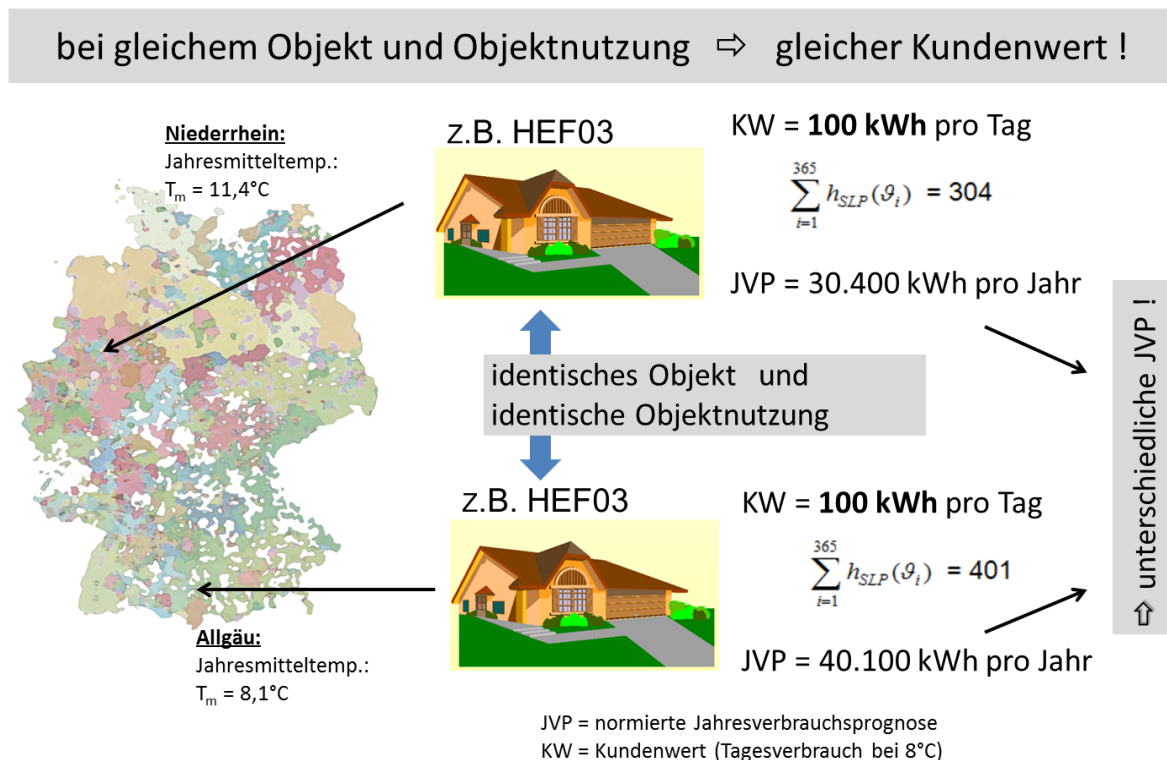 bei gleichem Objekt und Objektnutzung ⇨ gleicher Kundenwert !
Niederrhein:
Jahresmitteltemp.:
Tm = 11,4°C
z.B. HEF03
KW = 100 kWh pro Tag
365
∑ hSLP(ϑi) = 304
i=1
JVP = 30.400 kWh pro Jahr
identisches Objekt und
identische Objektnutzung
⇨ unterschiedliche JVP !
z.B. HEF03
KW = 100 kWh pro Tag
365
∑ hSLP(ϑi) = 401
i=1
JVP = 40.100 kWh pro Jahr
Allgäu:
Jahresmitteltemp.:
Tm = 8,1°C
JVP = normierte Jahresverbrauchsprognose
KW = Kundenwert (Tagesverbrauch bei 8°C)